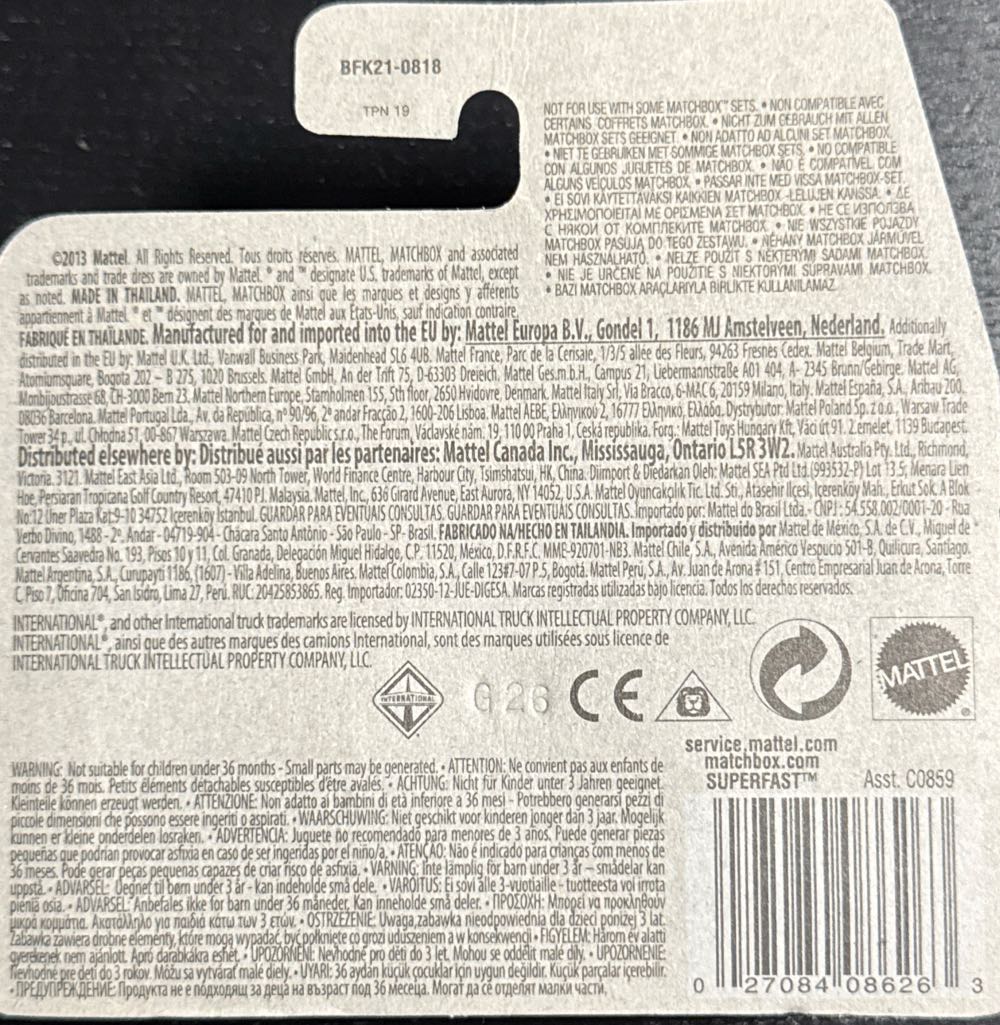 BFK21-0818
TPN 19
NOT FOR USE WITH SOME MATCHBOX™ SETS. • NON COMPATIBLE AVEC
CERTAINS COFFRETS MATCHBOX. • NICHT ZUM GEBRAUCH MIT ALLEN
MATCHBOX SETS GEEIGNET. • NON ADATTO AD ALCUNI SET MATCHBOX.
• NIET TE GEBRUIKEN MET SOMMIGE MATCHBOX SETS. • NO COMPATIBLE
CON ALGUNOS JUGUETES DE MATCHBOX. • NÃO É COMPATÍVEL COM
ALGUNS VEÍCULOS MATCHBOX. • PASSAR INTE MED VISSA MATCHBOX-SET.
• EI SOVI KÄYTETTÄVÄKSI KAIKKIEN MATCHBOX -LELUJEN KANSSA. • ΔΕ
ΧΡΗΣΙΜΟΠΟΙΕΙΤΑΙ ΜΕ ΟΡΙΣΜΕΝΑ ΣΕΤ MATCHBOX. • НЕ СЕ ИЗПОЛЗВА
С НЯКОИ ОТ КОМПЛЕКИТЕ MATCHBOX. • NIE WSZYSTKIE POJAZDY
MATCHBOX PASUJĄ DO TEGO ZESTAWU. • NÉHÁNY MATCHBOX JÁRMŰVEL
NEM HASZNÁLHATÓ. • NELZE POUŽÍT S NĚKTERÝMI SADAMI MATCHBOX.
• NIE JE URČENÉ NA POUŽITIE S NIEKTORÝMI SÚPRAVAMI MATCHBOX.
• BAZI MATCHBOX ARAÇLARIYLA BİRLİKTE KULLANILAMAZ.
©2013 Mattel. All Rights Reserved. Tous droits réservés. MATTEL, MATCHBOX and associated
trademarks and trade dress are owned by Mattel. ® and ™ designate U.S. trademarks of Mattel, except
as noted. MADE IN THAILAND. MATTEL, MATCHBOX ainsi que les marques et designs y afférents
appartiennent à Mattel. ® et ™ désignent des marques de Mattel aux États-Unis, sauf indication contraire.
FABRIQUÉ EN THAÏLANDE. Manufactured for and imported into the EU by: Mattel Europa B.V., Gondel 1, 1186 MJ Amstelveen, Nederland. Additionally
distributed in the EU by: Mattel U.K. Ltd., Vanwall Business Park, Maidenhead SL6 4UB. Mattel France, Parc de la Cerisaie, 1/3/5 allée des Fleurs, 94263 Fresnes Cedex. Mattel Belgium, Trade Mart,
Atomiumsquare, Bogota 202 – B 275, 1020 Brussels. Mattel GmbH, An der Trift 75, D-63303 Dreieich. Mattel Ges.m.b.H., Campus 21, Liebermannstraße A01 404, A- 2345 Brunn/Gebirge. Mattel AG,
Monbijoustrasse 68, CH-3000 Bern 23. Mattel Northern Europe, Stamholmen 155, 5th floor, 2650 Hvidovre, Denmark. Mattel Italy Srl, Via Bracco, 6-MAC 6, 20159 Milano, Italy. Mattel España, S.A., Aribau 200.
08036 Barcelona. Mattel Portugal Lda., Av. da República, nº 90/96, 2º andar Fracção 2, 1600-206 Lisboa. Mattel AEBE, Ελληνικού 2, 16777 Ελληνικό, Ελλάδα. Dystrybutor: Mattel Poland Sp. z o.o., Warsaw Trade
Tower 34 p., ul. Chłodna 51, 00-867 Warszawa. Mattel Czech Republic s.r.o., The Forum, Václavské nám. 19, 110 00 Praha 1, Česká republika. Forg.: Mattel Toys Hungary Kft, Váci út 91. 2.emelet, 1139 Budapest.
Distributed elsewhere by: Distribué aussi par les partenaires: Mattel Canada Inc., Mississauga, Ontario L5R 3W2. Mattel Australia Pty. Ltd., Richmond,
Victoria. 3121. Mattel East Asia Ltd., Room 503-09 North Tower, World Finance Centre, Harbour City, Tsimshatsui, HK, China. Diimport & Diedarkan Oleh: Mattel SEA Ptd Ltd.(993532-P) Lot 13.5, Menara Lien
Hoe, Persiaran Tropicana Golf Country Resort, 47410 PJ. Malaysia. Mattel, Inc., 636 Girard Avenue, East Aurora, NY 14052, U.S.A. Mattel Oyuncakçılık Tic. Ltd. Şti., Ataşehir İlçesi, İçerenköy Mah., Erkut Sok. A Blok
No:12 Üner Plaza Kat:9-10 34752 İçerenköy İstanbul. GUARDAR PARA EVENTUAIS CONSULTAS. GUARDAR PARA EVENTUAIS CONSULTAS. Importado por: Mattel do Brasil Ltda.- CNPJ : 54.558.002/0001-20 - Rua
Verbo Divino, 1488 - 2º. Andar - 04719-904 - Chácara Santo Antônio - São Paulo - SP- Brasil. FABRICADO NA/HECHO EN TAILANDIA. Importado y distribuido por Mattel de México, S.A. de C.V., Miguel de
Cervantes Saavedra No. 193, Pisos 10 y 11, Col. Granada, Delegación Miguel Hidalgo, C.P. 11520, México, D.F. R.F.C. MME-920701-NB3. Mattel Chile, S.A., Avenida Américo Vespucio 501-B, Quilicura, Santiago.
Mattel Argentina, S.A., Curupaytí 1186, (1607) - Villa Adelina, Buenos Aires. Mattel Colombia, S.A., Calle 123#7-07 P.5, Bogotá. Mattel Perú, S.A., Av. Juan de Arona # 151, Centro Empresarial Juan de Arona, Torre
C, Piso 7, Oficina 704, San Isidro, Lima 27, Perú. RUC: 20425853865. Reg. Importador: 02350-12-JUE-DIGESA. Marcas registradas utilizadas bajo licencia. Todos los derechos reservados.
INTERNATIONAL®, and other International truck trademarks are licensed by INTERNATIONAL TRUCK INTELLECTUAL PROPERTY COMPANY, LLC.
INTERNATIONAL®, ainsi que des autres marques des camions International, sont des marques utilisées sous licence de
INTERNATIONAL TRUCK INTELLECTUAL PROPERTY COMPANY, LLC.
INTERNATIONAL
G 26
CE
MATTEL
service.mattel.com
matchbox.com
SUPERFAST™
Asst. C0859
WARNING: Not suitable for children under 36 months - Small parts may be generated. • ATTENTION: Ne convient pas aux enfants de
moins de 36 mois. Petits éléments détachables susceptibles d'être avalés. • ACHTUNG: Nicht für Kinder unter 3 Jahren geeignet.
Kleinteile können erzeugt werden. • ATTENZIONE: Non adatto ai bambini di età inferiore a 36 mesi - Potrebbero generarsi pezzi di
piccole dimensioni che possono essere ingeriti o aspirati. • WAARSCHUWING: Niet geschikt voor kinderen jonger dan 3 jaar. Mogelijk
kunnen er kleine onderdelen losraken. • ADVERTENCIA: Juguete no recomendado para menores de 3 años. Puede generar piezas
pequeñas que podrían provocar asfixia en caso de ser ingeridas por el niño/a. • ATENÇÃO: Não é indicado para crianças com menos de
36 meses. Pode gerar peças pequenas capazes de criar risco de asfixia. • VARNING: Inte lämplig för barn under 3 år – smådelar kan
uppstå. • ADVARSEL: Uegnet til børn under 3 år - kan indeholde små dele. • VAROITUS: Ei sovi alle 3-vuotiaille - tuotteesta voi irrota
pieniä osia. • ADVARSEL: Anbefales ikke for barn under 36 måneder. Kan inneholde små deler. • ΠΡΟΣΟΧΗ: Μπορεί να προκληθούν
μικρά κομμάτια. Ακατάλληλο για παιδιά κάτω των 3 ετών. • OSTRZEŻENIE: Uwaga, zabawka nieodpowiednia dla dzieci poniżej 3 lat.
Zabawka zawiera drobne elementy, które mogą wypadać, być połknięte co grozi uduszeniem a w konsekwencji • FIGYELEM: Három év alatti
gyerekeknek nem ajánlott. Apró darabkákra eshet. • UPOZORNĚNÍ: Nevhodné pro děti do 3 let. Mohou se oddělit malé díly. • UPOZORNENIE:
Nevhodné pre deti do 3 rokov. Môžu sa vytvárať malé diely. • UYARI: 36 aydan küçük çocuklar için uygun değildir. Küçük parçalar içerebilir.
• ПРЕДУПРЕЖДЕНИЕ: Продукта не е подходящ за деца на възраст под 36 месеца. Могат да се отделят малки части.
0 27084 08626 3